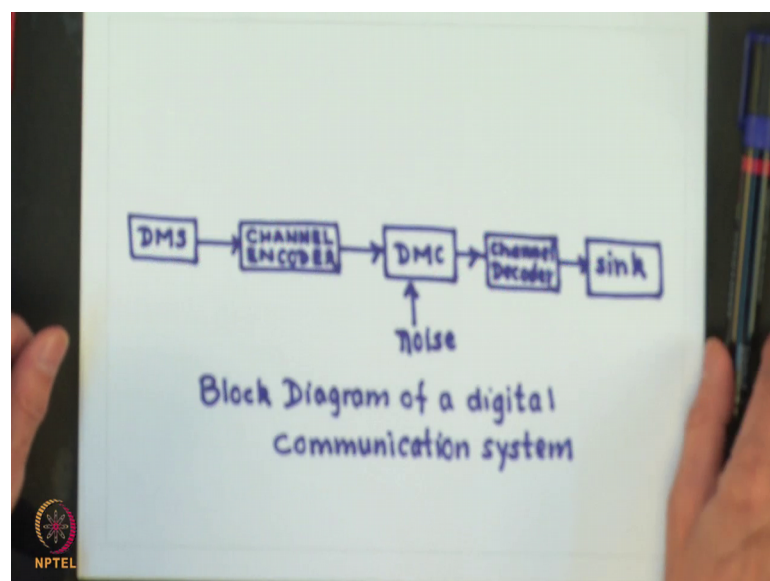 DMS
CHANNEL
ENCODER
DMC
Channel
Decoder
sink
noise
Block Diagram of a digital
communication system
NPTEL